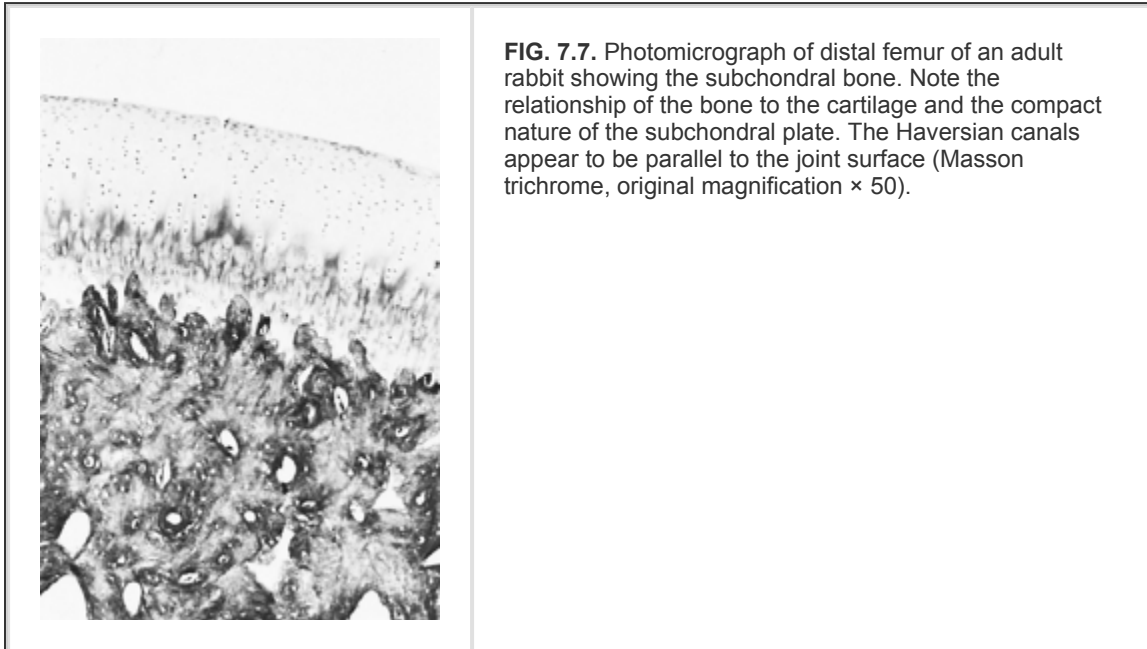 FIG. 7.7. Photomicrograph of distal femur of an adult
rabbit showing the subchondral bone. Note the
relationship of the bone to the cartilage and the compact
nature of the subchondral plate. The Haversian canals
appear to be parallel to the joint surface (Masson
trichrome, original magnification × 50).